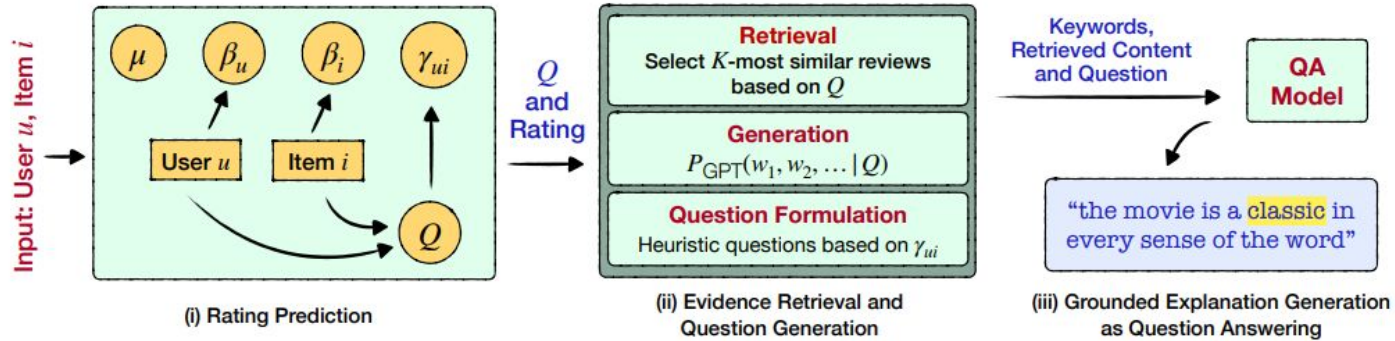 Input: User u, Item i
μ
β_u
β_i
γ_ui
User u
Item i
Q
(i) Rating Prediction
Q
and
Rating
Retrieval
Select K-most similar reviews
based on Q
Generation
P_GPT(w_1, w_2, … | Q)
Question Formulation
Heuristic questions based on γ_ui
(ii) Evidence Retrieval and
Question Generation
Keywords,
Retrieved Content
and Question
QA
Model
“the movie is a classic in
every sense of the word”
(iii) Grounded Explanation Generation
as Question Answering